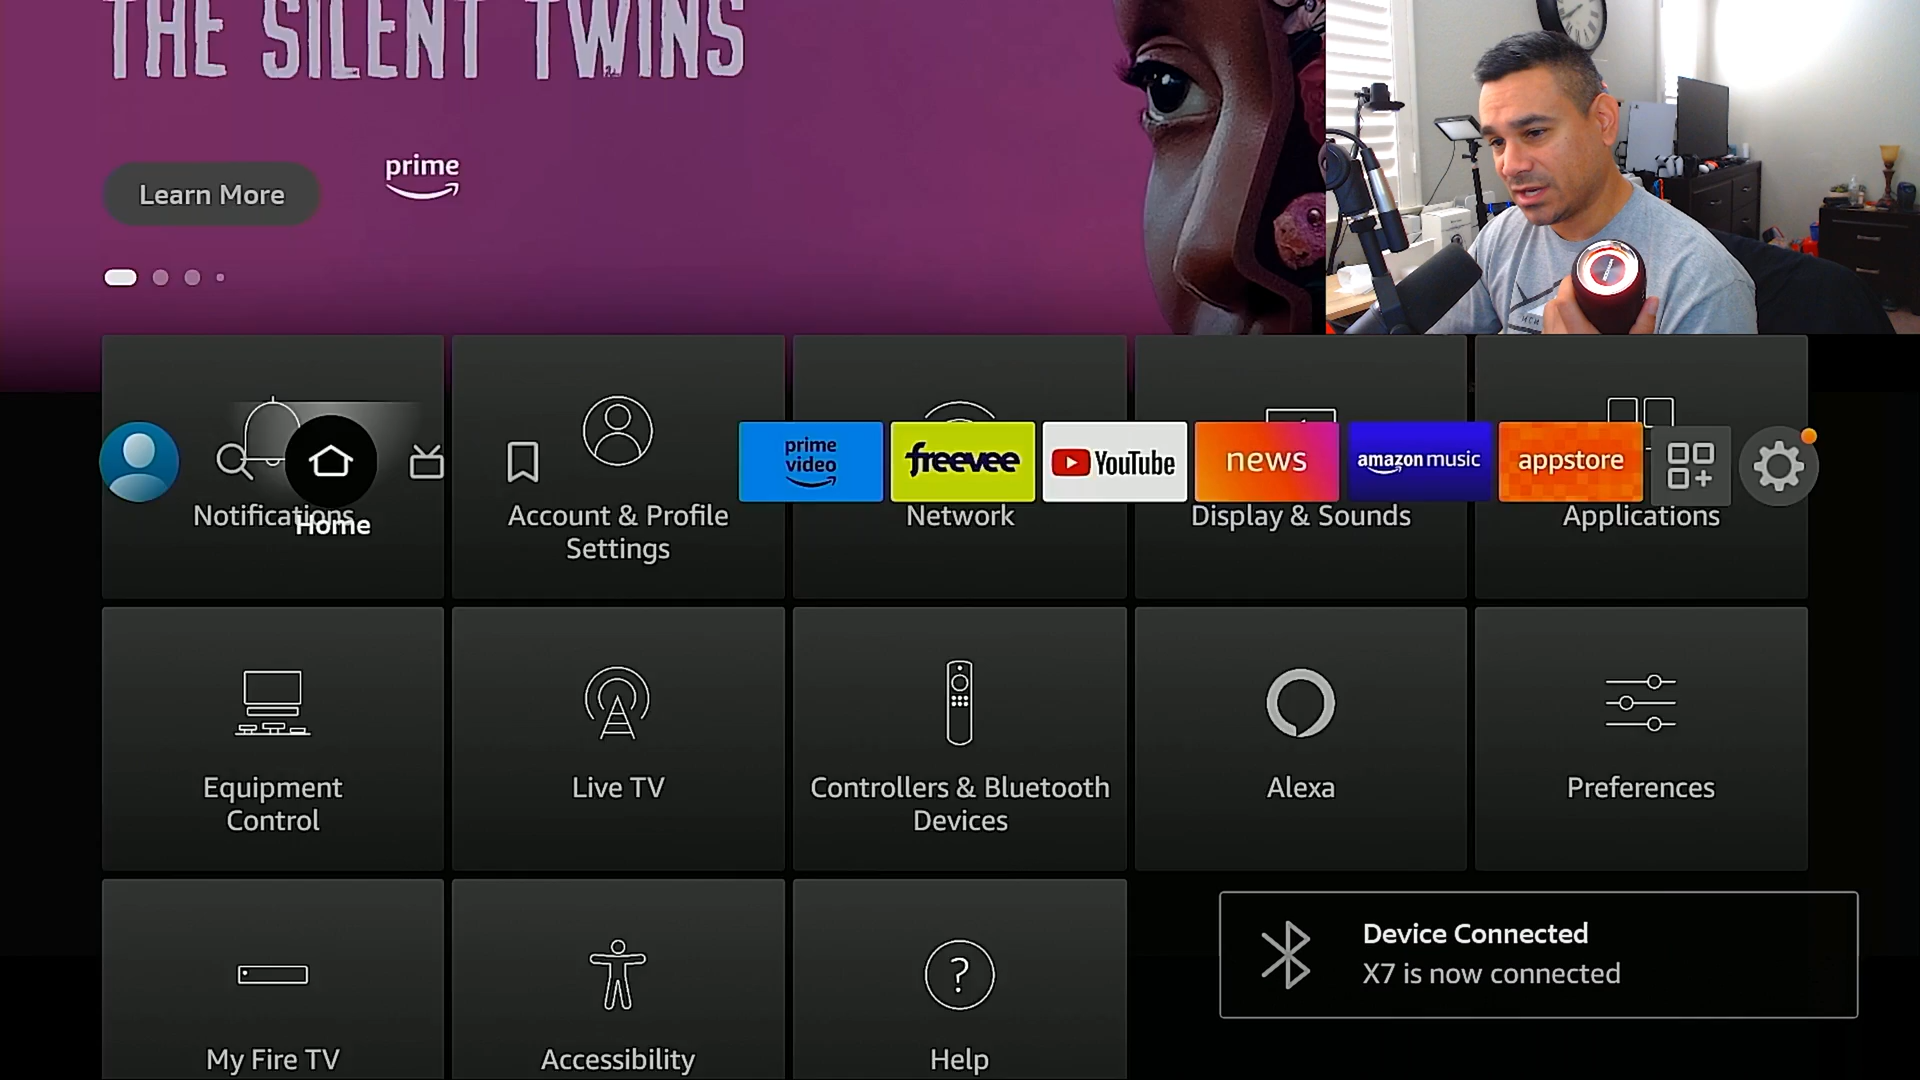 THE SILENT TWINS
Learn More
prime
prime
video
freevee
YouTube
news
amazon music
appstore
Notifications
Home
Account & Profile
Settings
Network
Display & Sounds
Applications
Equipment
Control
Live TV
Controllers & Bluetooth
Devices
Alexa
Preferences
My Fire TV
Accessibility
?
Help
Device Connected
X7 is now connected